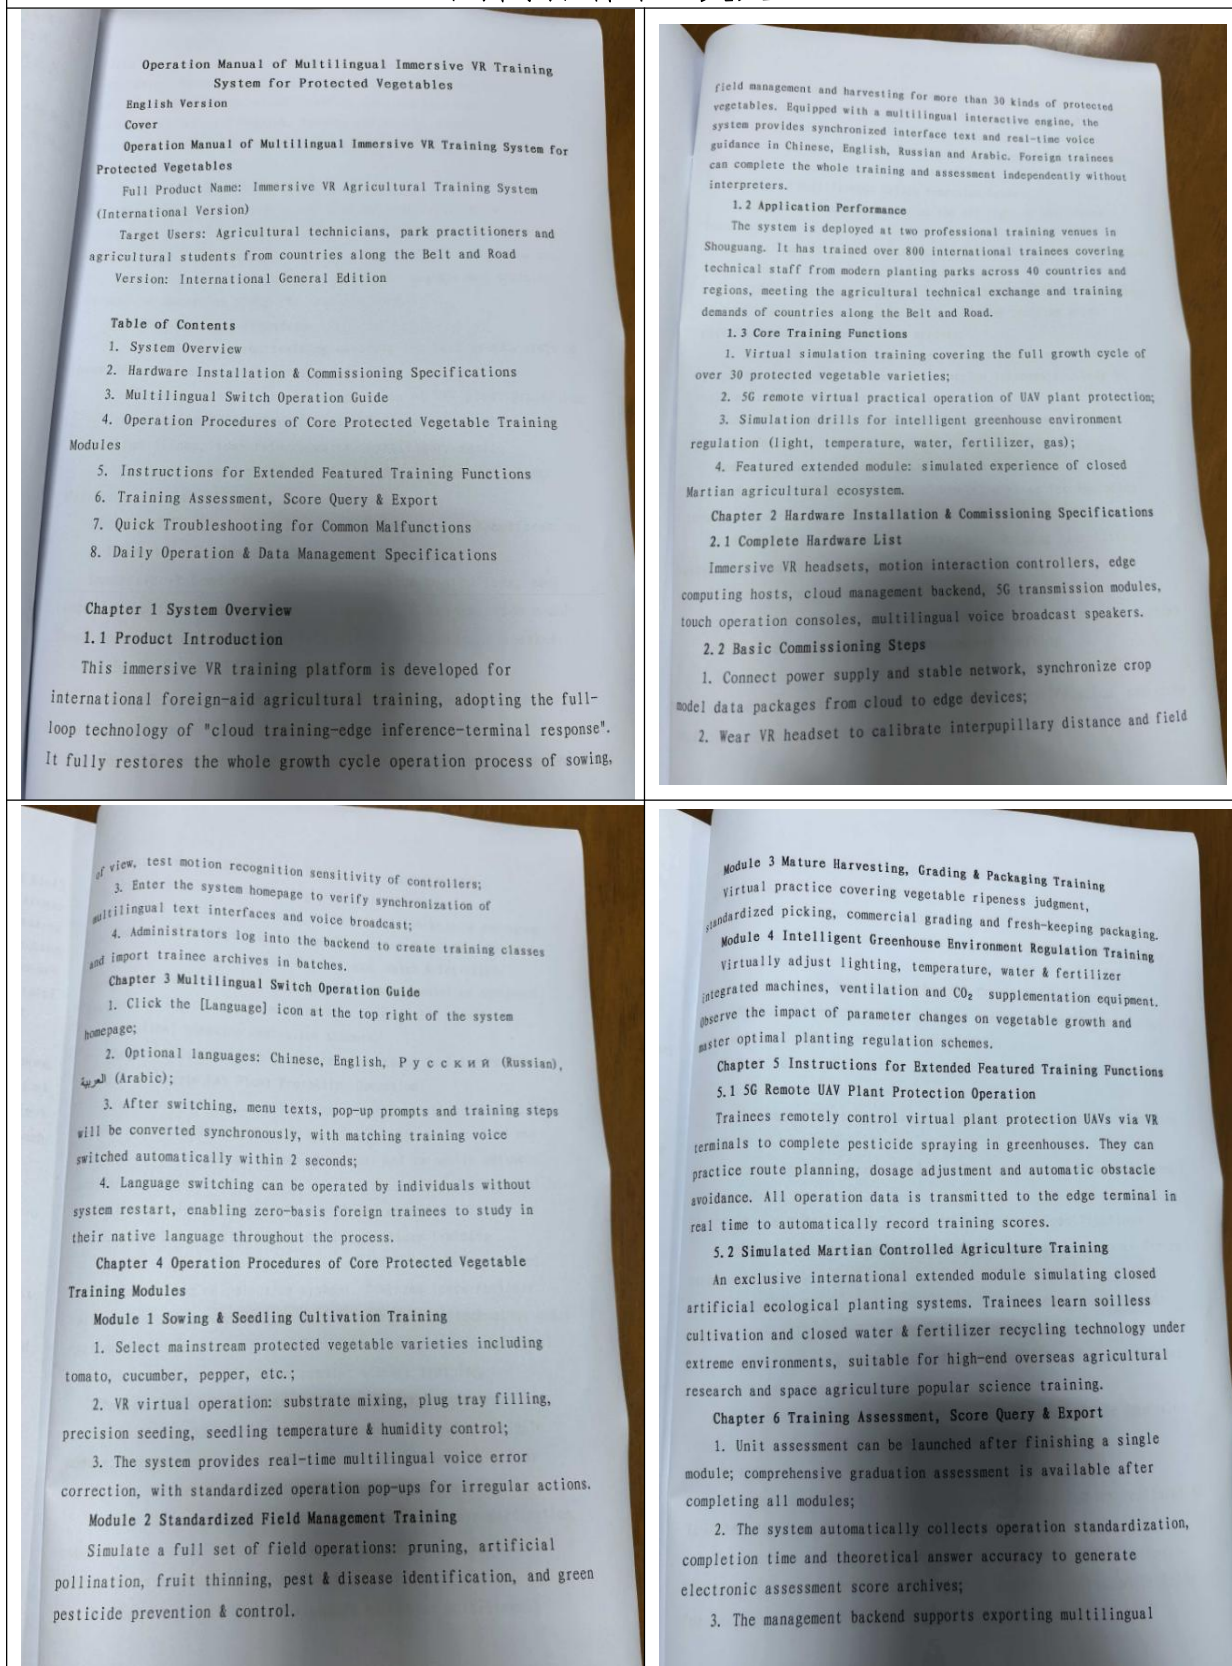 Operation Manual of Multilingual Immersive VR Training
System for Protected Vegetables
English Version
Cover
Operation Manual of Multilingual Immersive VR Training System for
Protected Vegetables
Full Product Name: Immersive VR Agricultural Training System
(International Version)
Target Users: Agricultural technicians, park practitioners and
agricultural students from countries along the Belt and Road
Version: International General Edition
Table of Contents
1. System Overview
2. Hardware Installation & Commissioning Specifications
3. Multilingual Switch Operation Guide
4. Operation Procedures of Core Protected Vegetable Training
Modules
5. Instructions for Extended Featured Training Functions
6. Training Assessment, Score Query & Export
7. Quick Troubleshooting for Common Malfunctions
8. Daily Operation & Data Management Specifications
Chapter 1 System Overview
1.1 Product Introduction
This immersive VR training platform is developed for
international foreign-aid agricultural training, adopting the full-
loop technology of "cloud training-edge inference-terminal response".
It fully restores the whole growth cycle operation process of sowing,
field management and harvesting for more than 30 kinds of protected
vegetables. Equipped with a multilingual interactive engine, the
system provides synchronized interface text and real-time voice
guidance in Chinese, English, Russian and Arabic. Foreign trainees
can complete the whole training and assessment independently without
interpreters.
1.2 Application Performance
The system is deployed at two professional training venues in
Shouguang. It has trained over 800 international trainees covering
technical staff from modern planting parks across 40 countries and
regions, meeting the agricultural technical exchange and training
demands of countries along the Belt and Road.
1.3 Core Training Functions
1. Virtual simulation training covering the full growth cycle of
over 30 protected vegetable varieties;
2. 5G remote virtual practical operation of UAV plant protection;
3. Simulation drills for intelligent greenhouse environment
regulation (light, temperature, water, fertilizer, gas);
4. Featured extended module: simulated experience of closed
Martian agricultural ecosystem.
Chapter 2 Hardware Installation & Commissioning Specifications
2.1 Complete Hardware List
Immersive VR headsets, motion interaction controllers, edge
computing hosts, cloud management backend, 5G transmission modules,
touch operation consoles, multilingual voice broadcast speakers.
2.2 Basic Commissioning Steps
1. Connect power supply and stable network, synchronize crop
model data packages from cloud to edge devices;
2. Wear VR headset to calibrate interpupillary distance and field
of view, test motion recognition sensitivity of controllers;
3. Enter the system homepage to verify synchronization of
multilingual text interfaces and voice broadcast;
4. Administrators log into the backend to create training classes
and import trainee archives in batches.
Chapter 3 Multilingual Switch Operation Guide
1. Click the [Language] icon at the top right of the system
homepage;
2. Optional languages: Chinese, English, Русский (Russian),
العربية (Arabic);
3. After switching, menu texts, pop-up prompts and training steps
will be converted synchronously, with matching training voice
switched automatically within 2 seconds;
4. Language switching can be operated by individuals without
system restart, enabling zero-basis foreign trainees to study in
their native language throughout the process.
Chapter 4 Operation Procedures of Core Protected Vegetable
Training Modules
Module 1 Sowing & Seedling Cultivation Training
1. Select mainstream protected vegetable varieties including
tomato, cucumber, pepper, etc.;
2. VR virtual operation: substrate mixing, plug tray filling,
precision seeding, seedling temperature & humidity control;
3. The system provides real-time multilingual voice error
correction, with standardized operation pop-ups for irregular actions.
Module 2 Standardized Field Management Training
Simulate a full set of field operations: pruning, artificial
pollination, fruit thinning, pest & disease identification, and green
pesticide prevention & control.
Module 3 Mature Harvesting, Grading & Packaging Training
Virtual practice covering vegetable ripeness judgment,
standardized picking, commercial grading and fresh-keeping packaging.
Module 4 Intelligent Greenhouse Environment Regulation Training
Virtually adjust lighting, temperature, water & fertilizer
integrated machines, ventilation and CO₂ supplementation equipment.
Observe the impact of parameter changes on vegetable growth and
master optimal planting regulation schemes.
Chapter 5 Instructions for Extended Featured Training Functions
5.1 5G Remote UAV Plant Protection Operation
Trainees remotely control virtual plant protection UAVs via VR
terminals to complete pesticide spraying in greenhouses. They can
practice route planning, dosage adjustment and automatic obstacle
avoidance. All operation data is transmitted to the edge terminal in
real time to automatically record training scores.
5.2 Simulated Martian Controlled Agriculture Training
An exclusive international extended module simulating closed
artificial ecological planting systems. Trainees learn soilless
cultivation and closed water & fertilizer recycling technology under
extreme environments, suitable for high-end overseas agricultural
research and space agriculture popular science training.
Chapter 6 Training Assessment, Score Query & Export
1. Unit assessment can be launched after finishing a single
module; comprehensive graduation assessment is available after
completing all modules;
2. The system automatically collects operation standardization,
completion time and theoretical answer accuracy to generate
electronic assessment score archives;
3. The management backend supports exporting multilingual